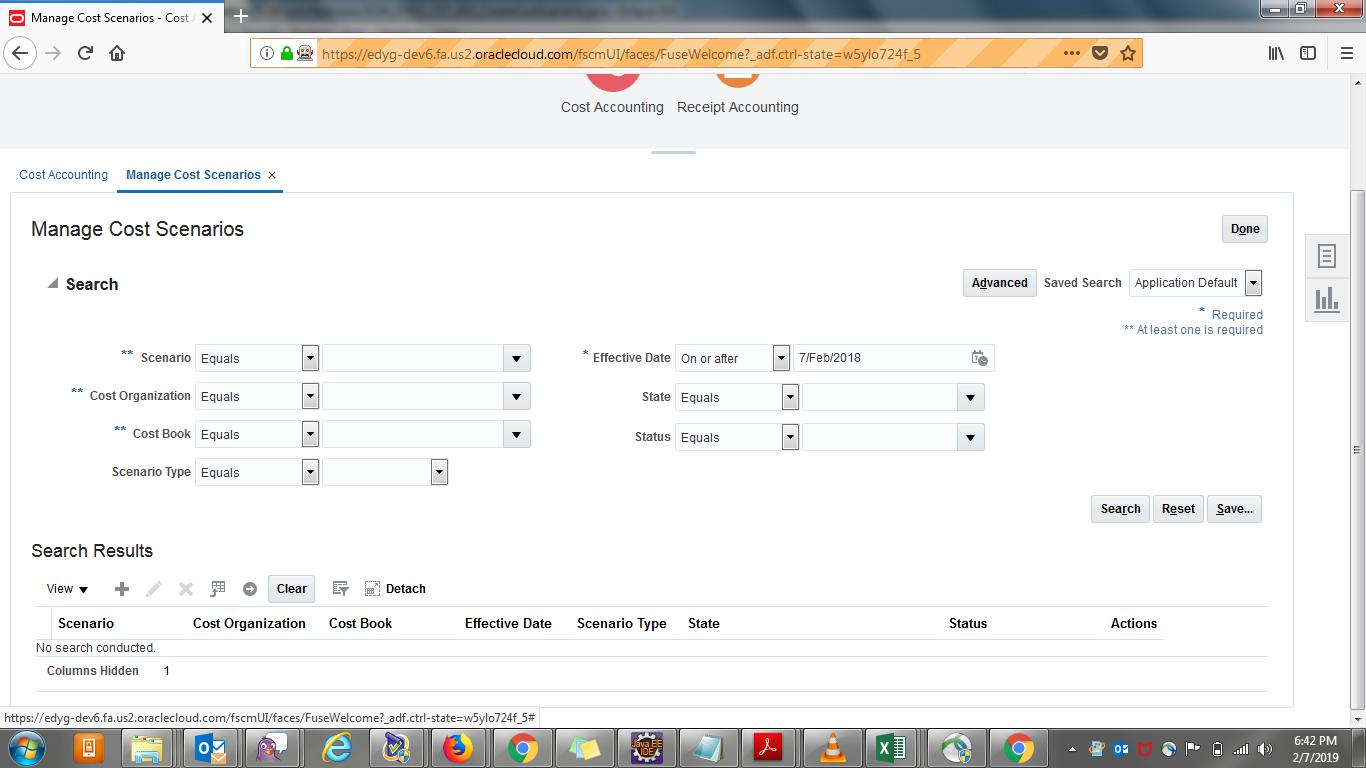 Manage Cost Scenarios - Cost A
https://edyg-dev6.fa.us2.oraclecloud.com/fscmUI/faces/FuseWelcome?_adf.ctrl-state=w5ylo724f_5
Cost Accounting Receipt Accounting
Cost Accounting Manage Cost Scenarios ×
Manage Cost Scenarios
Done
Search
Advanced Saved Search Application Default
* Required
** At least one is required
** Scenario Equals
* Effective Date On or after 7/Feb/2018
** Cost Organization Equals
State Equals
** Cost Book Equals
Status Equals
Scenario Type Equals
Search Reset Save...
Search Results
View Clear Detach
Scenario Cost Organization Cost Book Effective Date Scenario Type State Status Actions
No search conducted.
Columns Hidden 1
https://edyg-dev6.fa.us2.oraclecloud.com/fscmUI/faces/FuseWelcome?_adf.ctrl-state=w5ylo724f_5#
Java EE
IDE
6:42 PM
2/7/2019